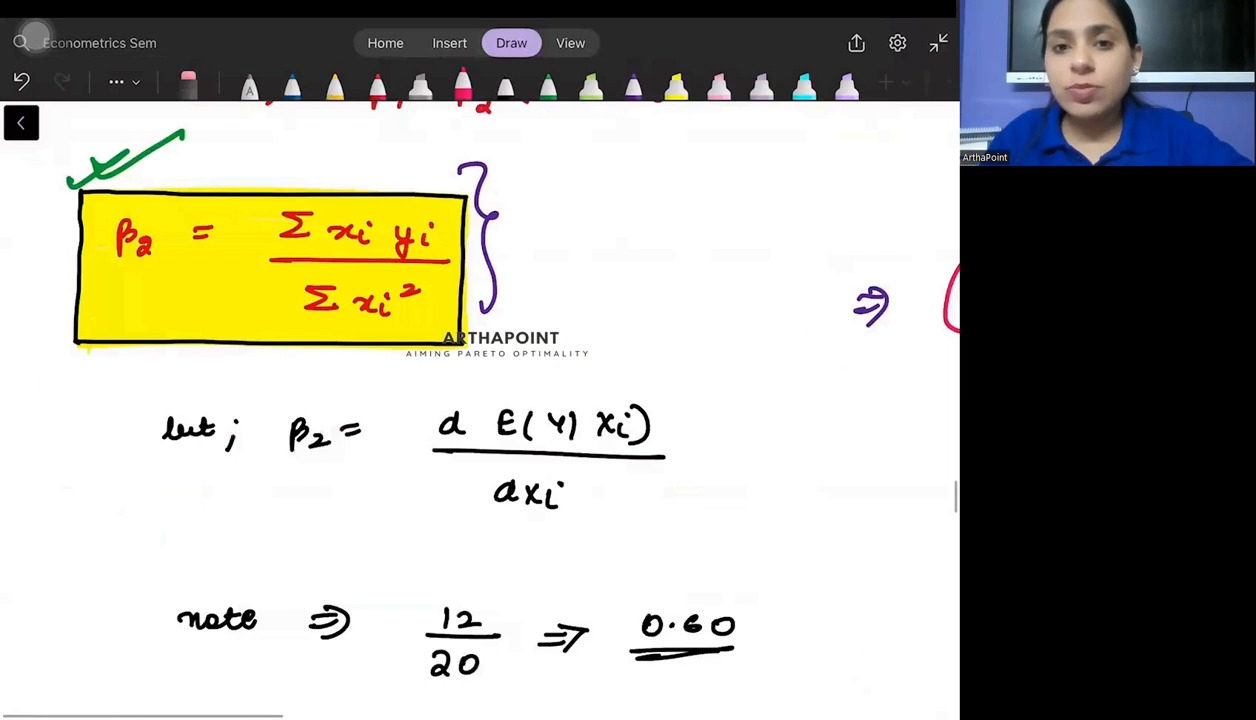 Econometrics Sem
Home Insert Draw View
A
ArthaPoint
β2 = Σ xi yi / Σ xi²
ARTHAPOINT
AIMING PARETO OPTIMALITY
but; β2 = d E(Y| Xi) / dXi
note ⇒ 12/20 ⇒ 0.60